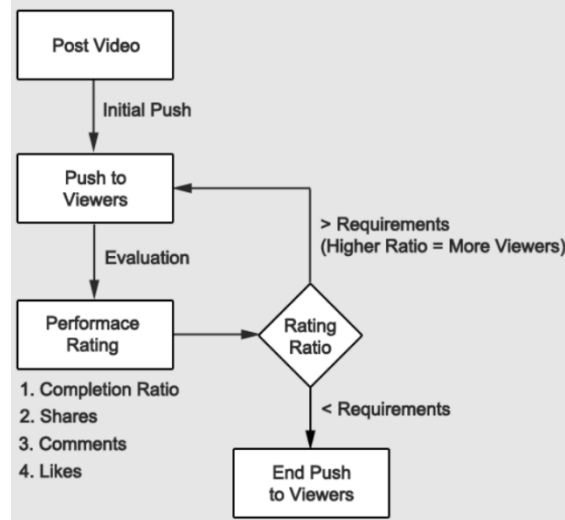 Post Video
Initial Push
Push to
Viewers
> Requirements
(Higher Ratio = More Viewers)
Evaluation
Performace
Rating
Rating
Ratio
1. Completion Ratio
2. Shares
3. Comments
4. Likes
< Requirements
End Push
to Viewers